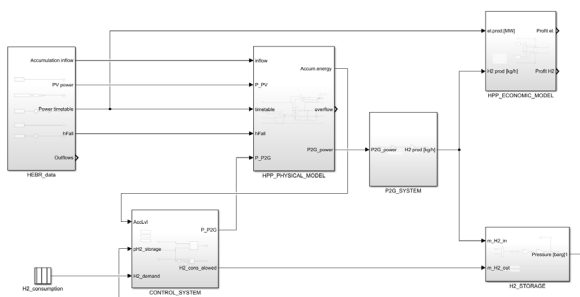 Accumulation inflow
PV power
Power timetable
hFall
Outflows
HEBR_data
inflow
P_PV
timetable
hFall
P_P2G
Accum.energy
overflow
P2G_power
HPP_PHYSICAL_MODEL
el.prod.[MW]
H2 prod [kg/h]
Profit el.
Profit H2
HPP_ECONOMIC_MODEL
P2G_power
H2 prod [kg/h]
P2G_SYSTEM
AccLvl
pH2_storage
H2_demand
P_P2G
H2_cons_alowed
CONTROL_SYSTEM
H2_consumption
m_H2_in
m_H2_out
Pressure [barg]
H2_STORAGE